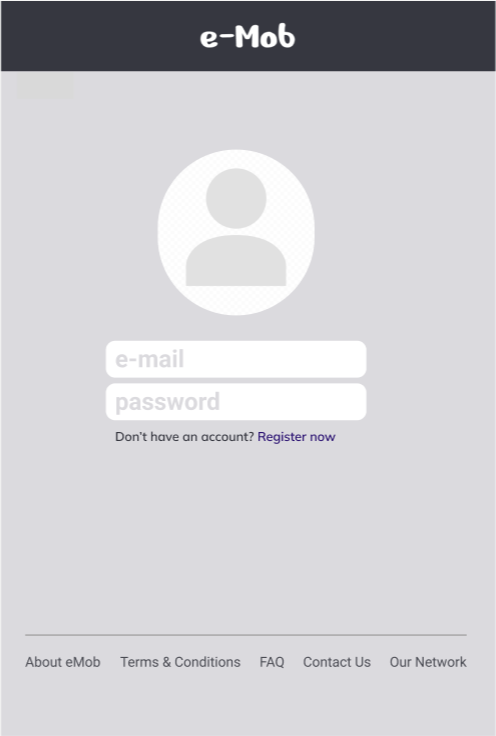 e-Mob
e-mail
password
Don't have an account? Register now
About eMob Terms & Conditions FAQ Contact Us Our Network